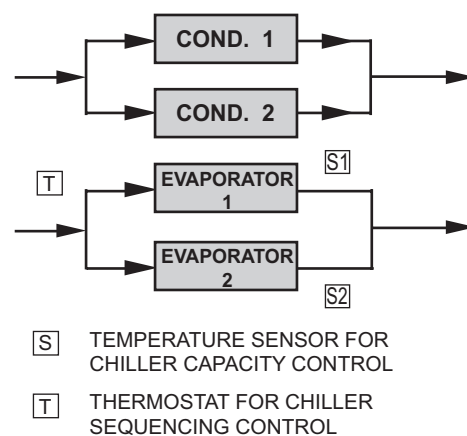 COND. 1
COND. 2
S1
T
EVAPORATOR
1
EVAPORATOR
2
S2
S TEMPERATURE SENSOR FOR
CHILLER CAPACITY CONTROL
T THERMOSTAT FOR CHILLER
SEQUENCING CONTROL